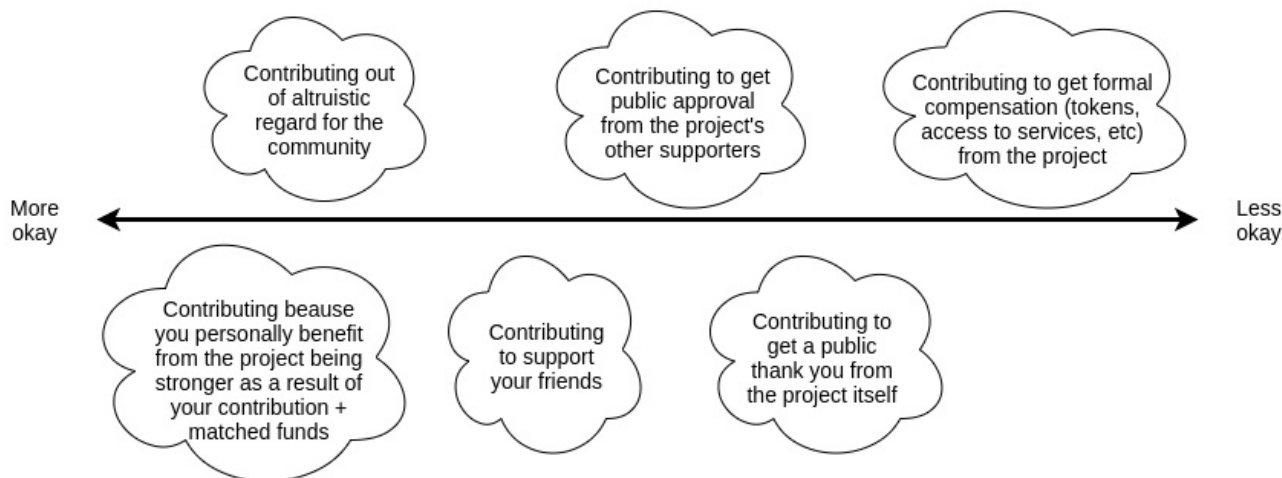 Contributing out
of altruistic
regard for the
community
Contributing to get
public approval
from the project's
other supporters
Contributing to get formal
compensation (tokens,
access to services, etc)
from the project
More
okay
Less
okay
Contributing beause
you personally benefit
from the project being
stronger as a result of
your contribution +
matched funds
Contributing
to support
your friends
Contributing to
get a public
thank you from
the project itself